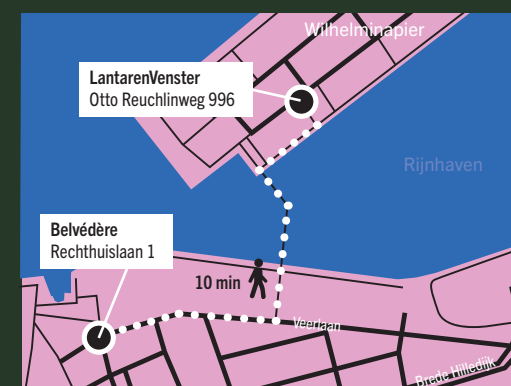 Wilhelminapier
LantarenVenster
Otto Reuchlinweg 996
Rijnhaven
Belvédère
Rechthuislaan 1
10 min
Veerlaan
Brede Hilledijk